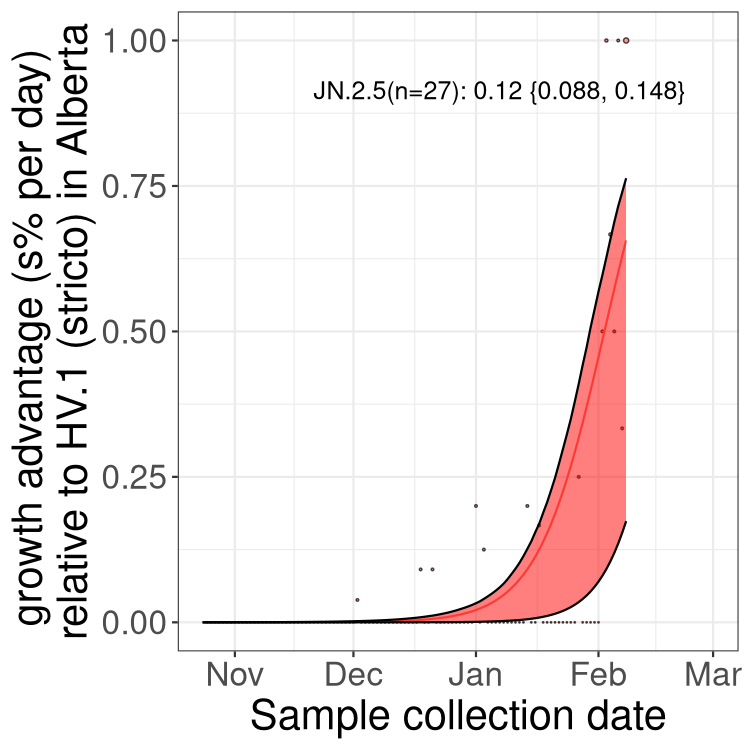 growth advantage (s% per day)
relative to HV.1 (stricto) in Alberta
1.00
0.75
0.50
0.25
0.00
JN.2.5(n=27): 0.12 {0.088, 0.148}
Nov Dec Jan Feb Mar
Sample collection date